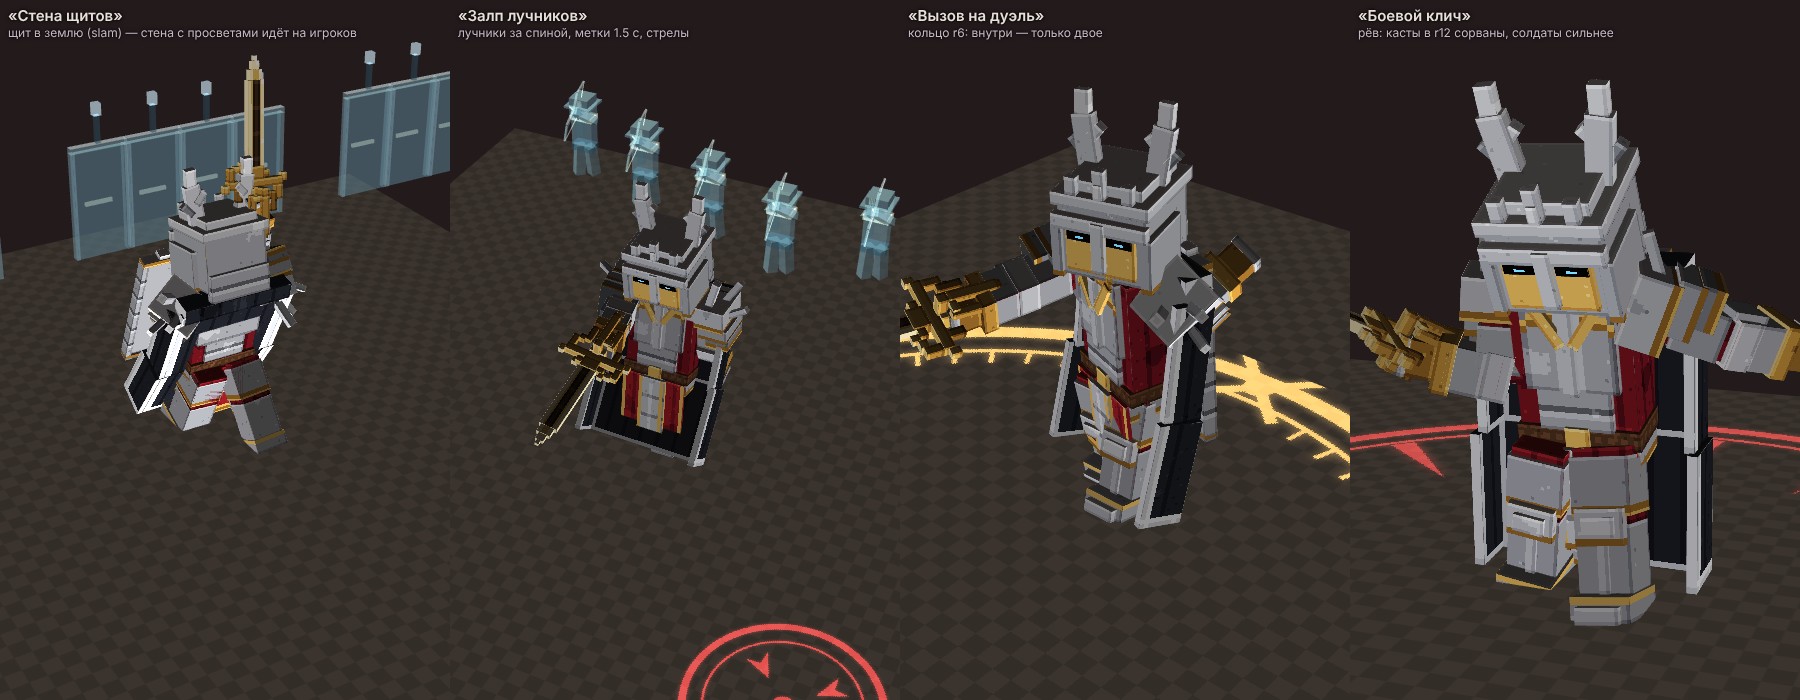 «Стена щитов»
щит в землю (slam) — стена с просветами идёт на игроков
«Залп лучников»
лучники за спиной, метки 1.5 с, стрелы
«Вызов на дуэль»
кольцо r6: внутри — только двое
«Боевой клич»
рёв: касты в r12 сорваны, солдаты сильнее